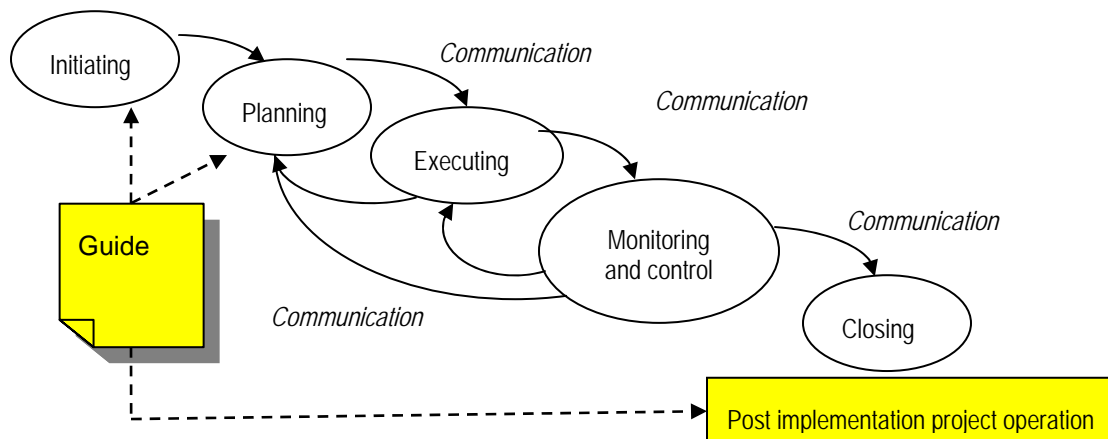 Initiating
Communication
Planning
Communication
Executing
Guide
Communication
Monitoring
and control
Communication
Closing
Post implementation project operation